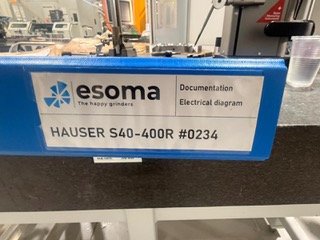 esoma
The happy grinders
Documentation
Electrical diagram
HAUSER S40-400R #0234